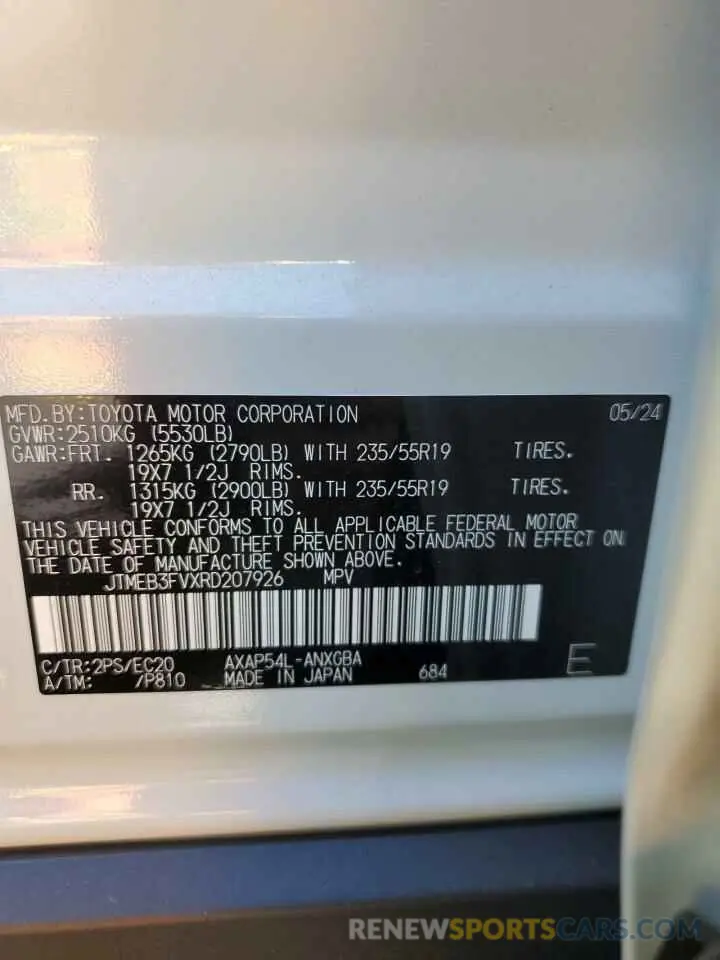 MFD.BY:TOYOTA MOTOR CORPORATION 05/24
GVWR:2510KG (5530LB)
GAWR:FRT. 1265KG (2790LB) WITH 235/55R19 TIRES.
19X7 1/2J RIMS.
RR. 1315KG (2900LB) WITH 235/55R19 TIRES.
19X7 1/2J RIMS.
THIS VEHICLE CONFORMS TO ALL APPLICABLE FEDERAL MOTOR
VEHICLE SAFETY AND THEFT PREVENTION STANDARDS IN EFFECT ON
THE DATE OF MANUFACTURE SHOWN ABOVE.
JTMEB3FVXRD207926 MPV
C/TR:2PS/EC20 AXAP54L-ANXGBA E
A/TM: /P810 MADE IN JAPAN 684
RENEWSPORTSCARS.COM